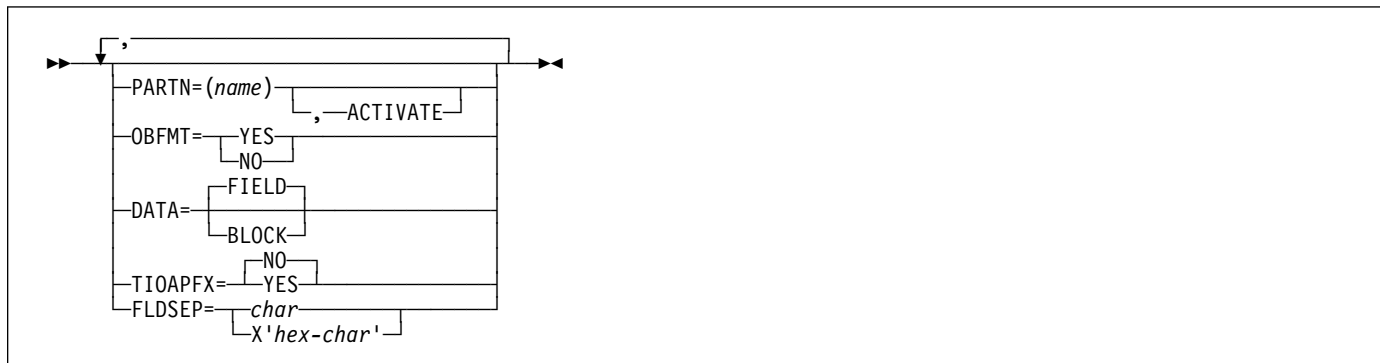 ,
PARTN=(name)
, ACTIVATE
OBFMT= YES
NO
FIELD
DATA=
BLOCK
NO
TIOAPFX= YES
FLDSEP= char
X'hex-char'